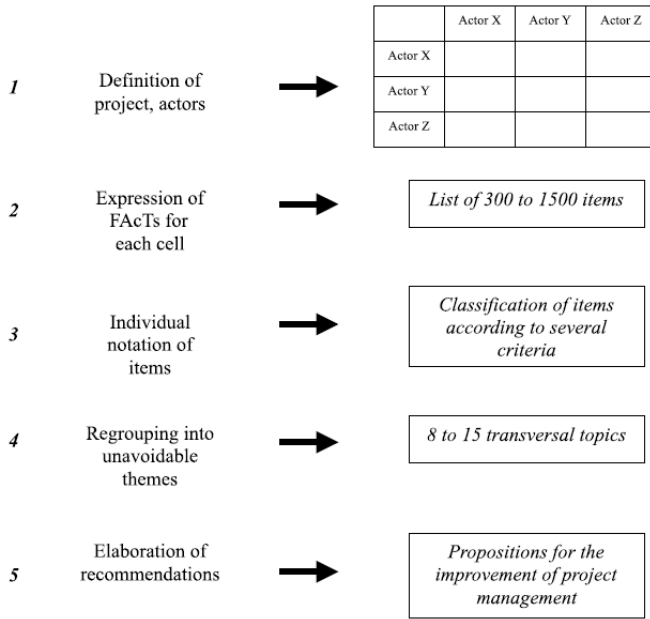 Actor X Actor Y Actor Z
Actor X
Actor Y
Actor Z
1
Definition of
project, actors
2
Expression of
FAcTs for
each cell
List of 300 to 1500 items
3
Individual
notation of
items
Classification of items
according to several
criteria
4
Regrouping into
unavoidable
themes
8 to 15 transversal topics
5
Elaboration of
recommendations
Propositions for the
improvement of project
management